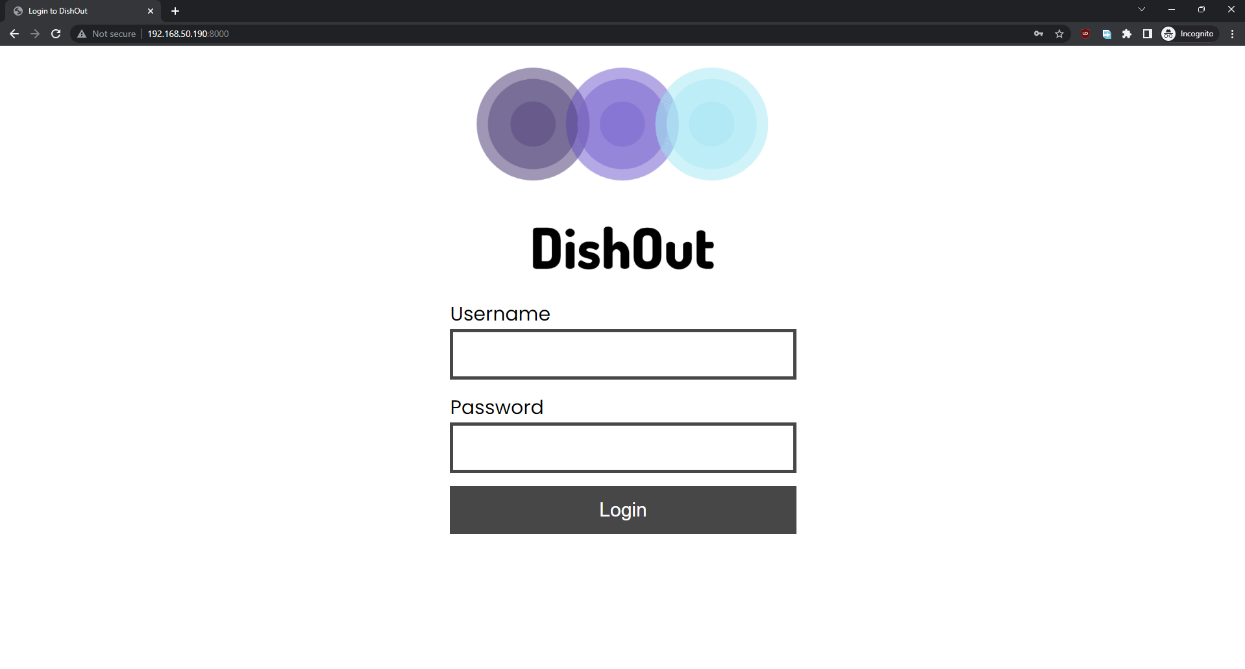 Login to DishOut
Not secure 192.168.50.190:8000
Incognito
DishOut
Username
Password
Login